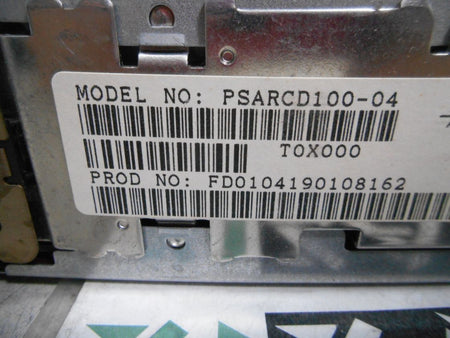 MODEL NO: PSARCD100-04
T0X000
PROD NO: FD0104190108162